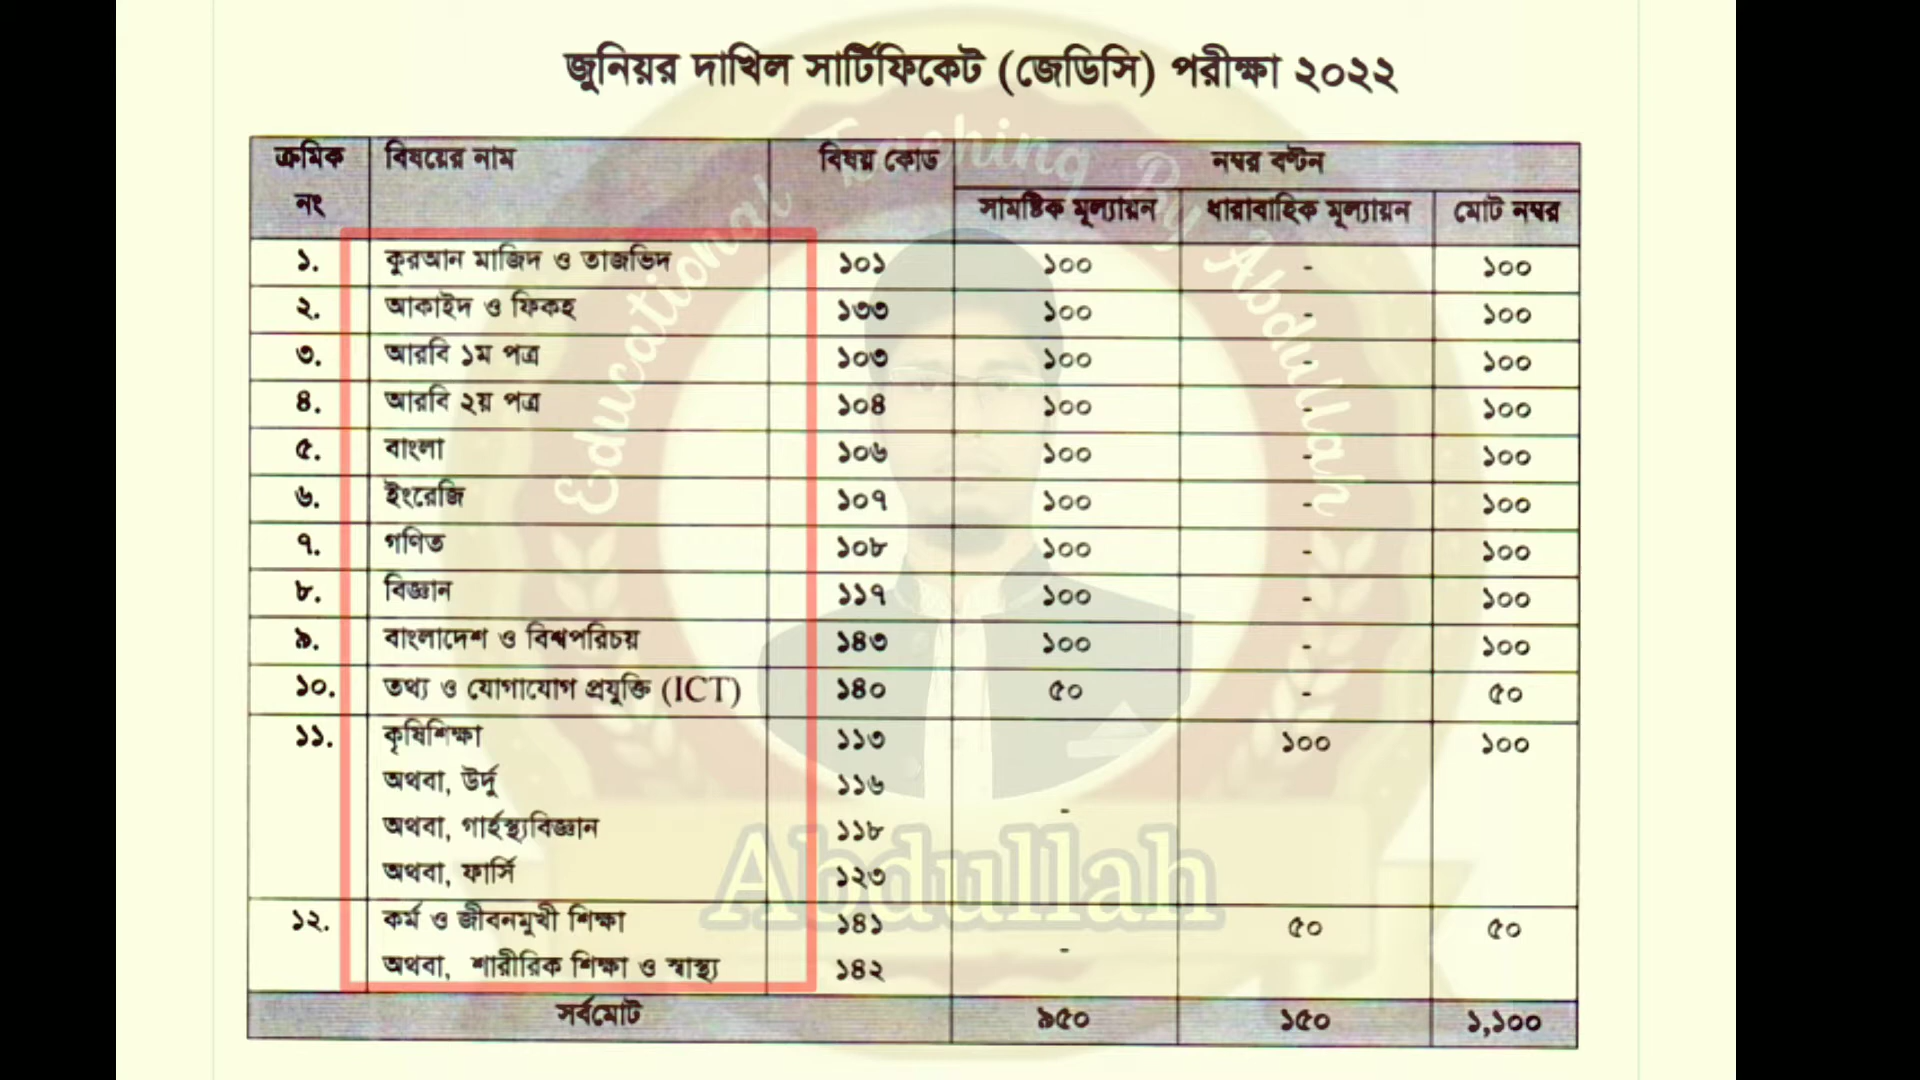 জুনিয়র দাখিল সার্টিফিকেট (জেডিসি) পরীক্ষা ২০২২
ক্রমিক নং বিষয়ের নাম বিষয় কোড নম্বর বণ্টন
সামষ্টিক মূল্যায়ন ধারাবাহিক মূল্যায়ন মোট নম্বর
১. কুরআন মাজিদ ও তাজভিদ ১০১ ১০০ - ১০০
২. আকাইদ ও ফিকহ ১৩৩ ১০০ - ১০০
৩. আরবি ১ম পত্র ১০৩ ১০০ - ১০০
৪. আরবি ২য় পত্র ১০৪ ১০০ - ১০০
৫. বাংলা ১০৬ ১০০ - ১০০
৬. ইংরেজি ১০৭ ১০০ - ১০০
৭. গণিত ১০৮ ১০০ - ১০০
৮. বিজ্ঞান ১১৭ ১০০ - ১০০
৯. বাংলাদেশ ও বিশ্বপরিচয় ১৪৩ ১০০ - ১০০
১০. তথ্য ও যোগাযোগ প্রযুক্তি (ICT) ১৪০ ৫০ - ৫০
১১. কৃষিশিক্ষা ১১৩ ১০০ ১০০
অথবা, উর্দু ১১৬
অথবা, গার্হস্থ্যবিজ্ঞান ১১৮ -
অথবা, ফার্সি ১২৩
১২. কর্ম ও জীবনমুখী শিক্ষা ১৪১ ৫০ ৫০
অথবা, শারীরিক শিক্ষা ও স্বাস্থ্য ১৪২ -
সর্বমোট ৯৫০ ১৫০ ১,১০০
Educational Teaching By Abdullah
Abdullah